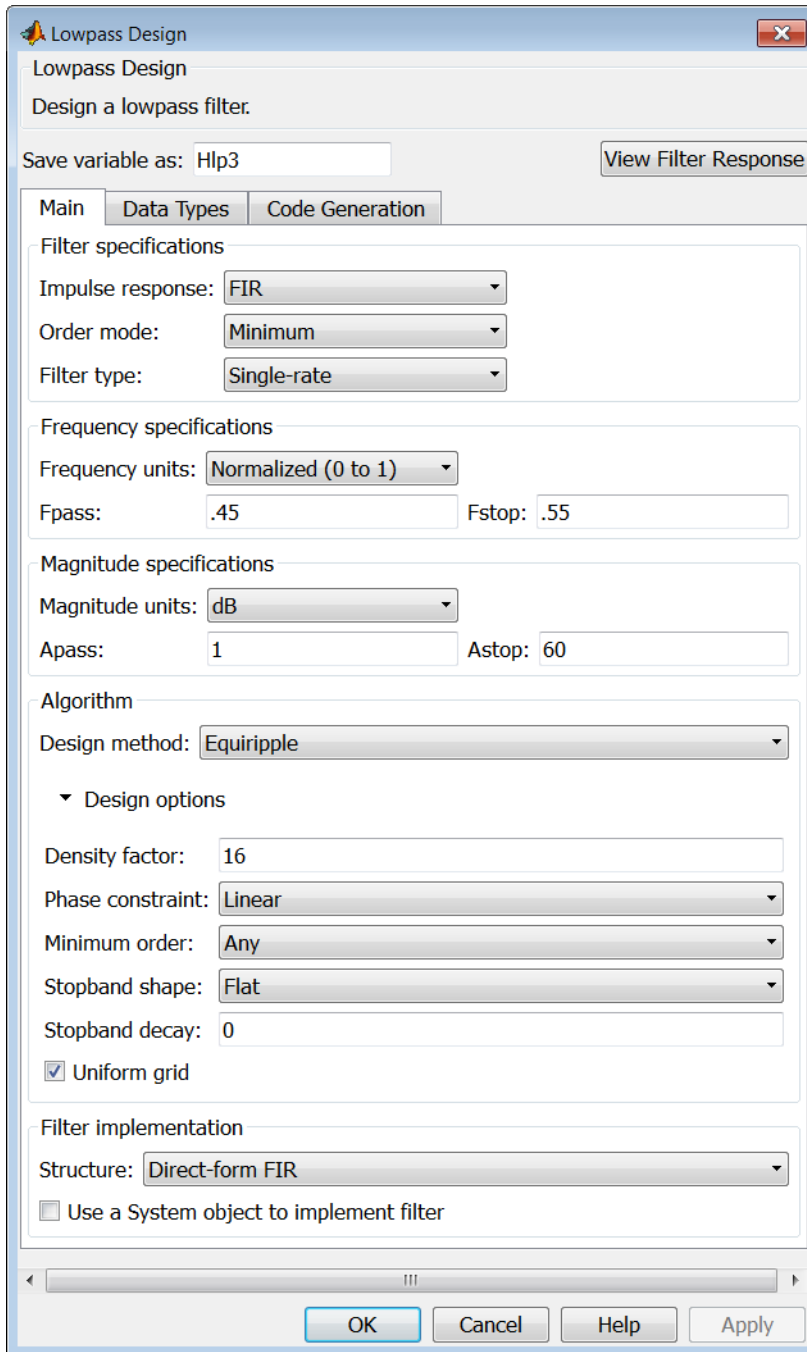 Lowpass Design
Lowpass Design
Design a lowpass filter.
Save variable as: Hlp3 View Filter Response
Main Data Types Code Generation
Filter specifications
Impulse response: FIR
Order mode: Minimum
Filter type: Single-rate
Frequency specifications
Frequency units: Normalized (0 to 1)
Fpass: .45 Fstop: .55
Magnitude specifications
Magnitude units: dB
Apass: 1 Astop: 60
Algorithm
Design method: Equiripple
Design options
Density factor: 16
Phase constraint: Linear
Minimum order: Any
Stopband shape: Flat
Stopband decay: 0
Uniform grid
Filter implementation
Structure: Direct-form FIR
Use a System object to implement filter
OK Cancel Help Apply